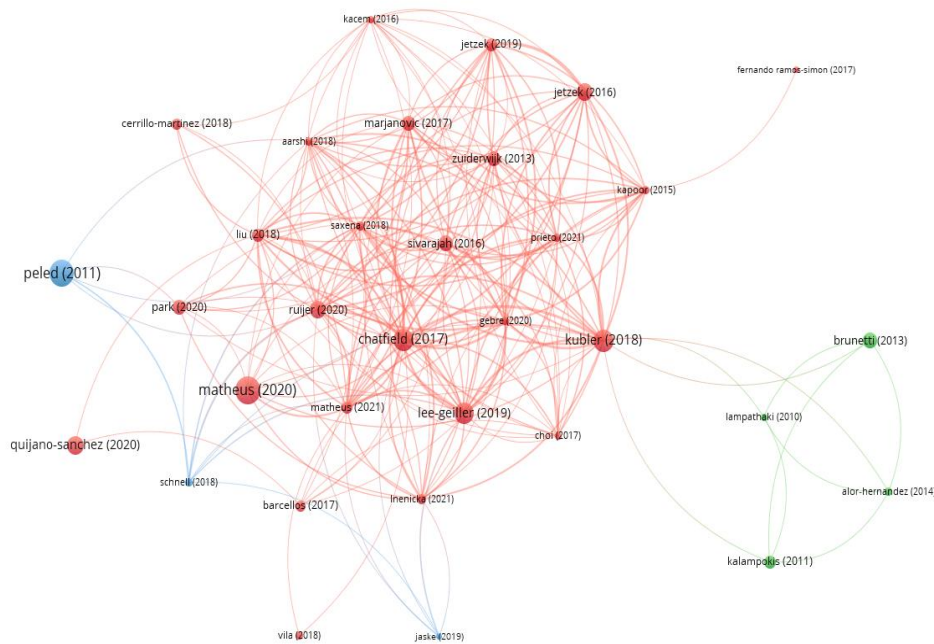 kacem (2016)
jetzek (2019)
fernando ramos-simon (2017)
jetzek (2016)
cerrillo-martinez (2018)
marjanovic (2017)
aarshi (2018)
zuiderwijk (2013)
kapoor (2015)
saxena (2018)
liu (2018)
sivarajah (2016)
prieto (2021)
peled (2011)
park (2020)
ruijer (2020)
gebre (2020)
chatfield (2017)
kubler (2018)
brunetti (2013)
matheus (2020)
matheus (2021)
lee-geiller (2019)
lampathaki (2010)
choi (2017)
quijano-sanchez (2020)
schnell (2018)
alor-hernandez (2014)
barcellos (2017)
lnenicka (2021)
kalampokis (2011)
vila (2018)
jaske (2019)